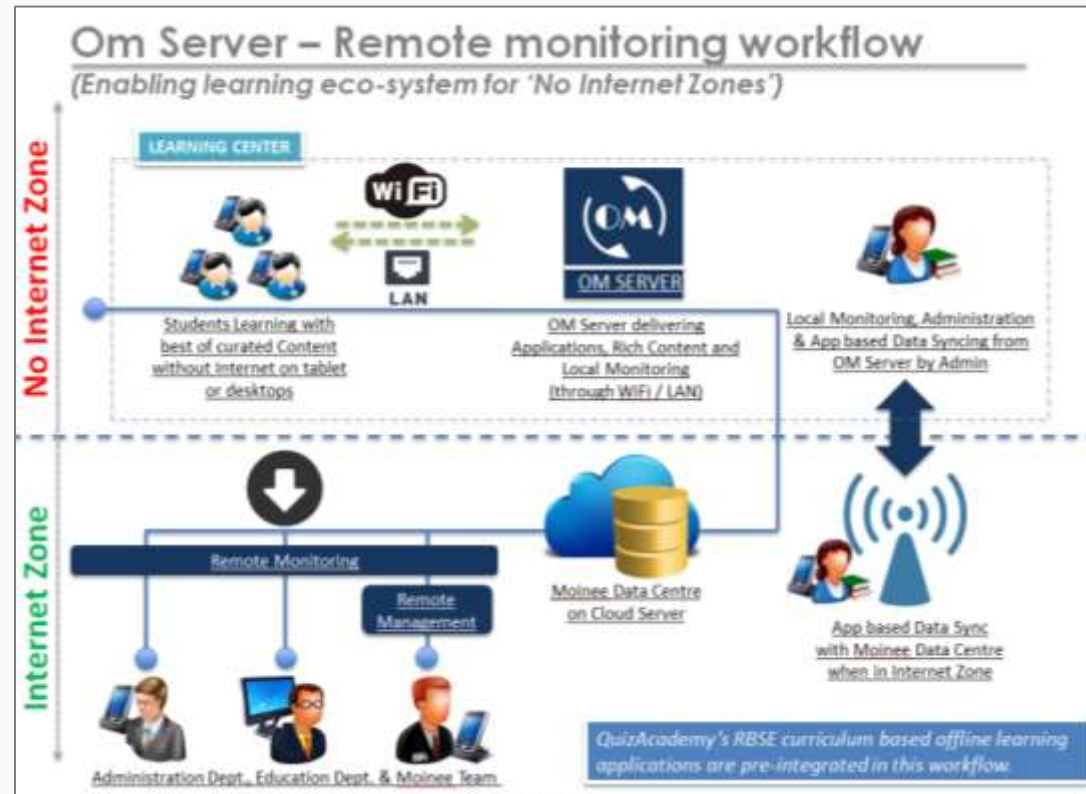 Om Server – Remote monitoring workflow
(Enabling learning eco-system for 'No Internet Zones')
No Internet Zone
LEARNING CENTER
WiFi
LAN
OM
OM SERVER
Students Learning with
best of curated Content
without Internet on tablet
or desktops
OM Server delivering
Applications, Rich Content and
Local Monitoring
(through WiFi / LAN)
Local Monitoring, Administration
& App based Data Syncing from
OM Server by Admin
Internet Zone
Remote Monitoring
Remote
Management
Moinee Data Centre
on Cloud Server
App based Data Sync
with Moinee Data Centre
when in Internet Zone
Administration Dept., Education Dept. & Moinee Team
QuizAcademy's RBSE curriculum based offline learning
applications are pre-integrated in this workflow.